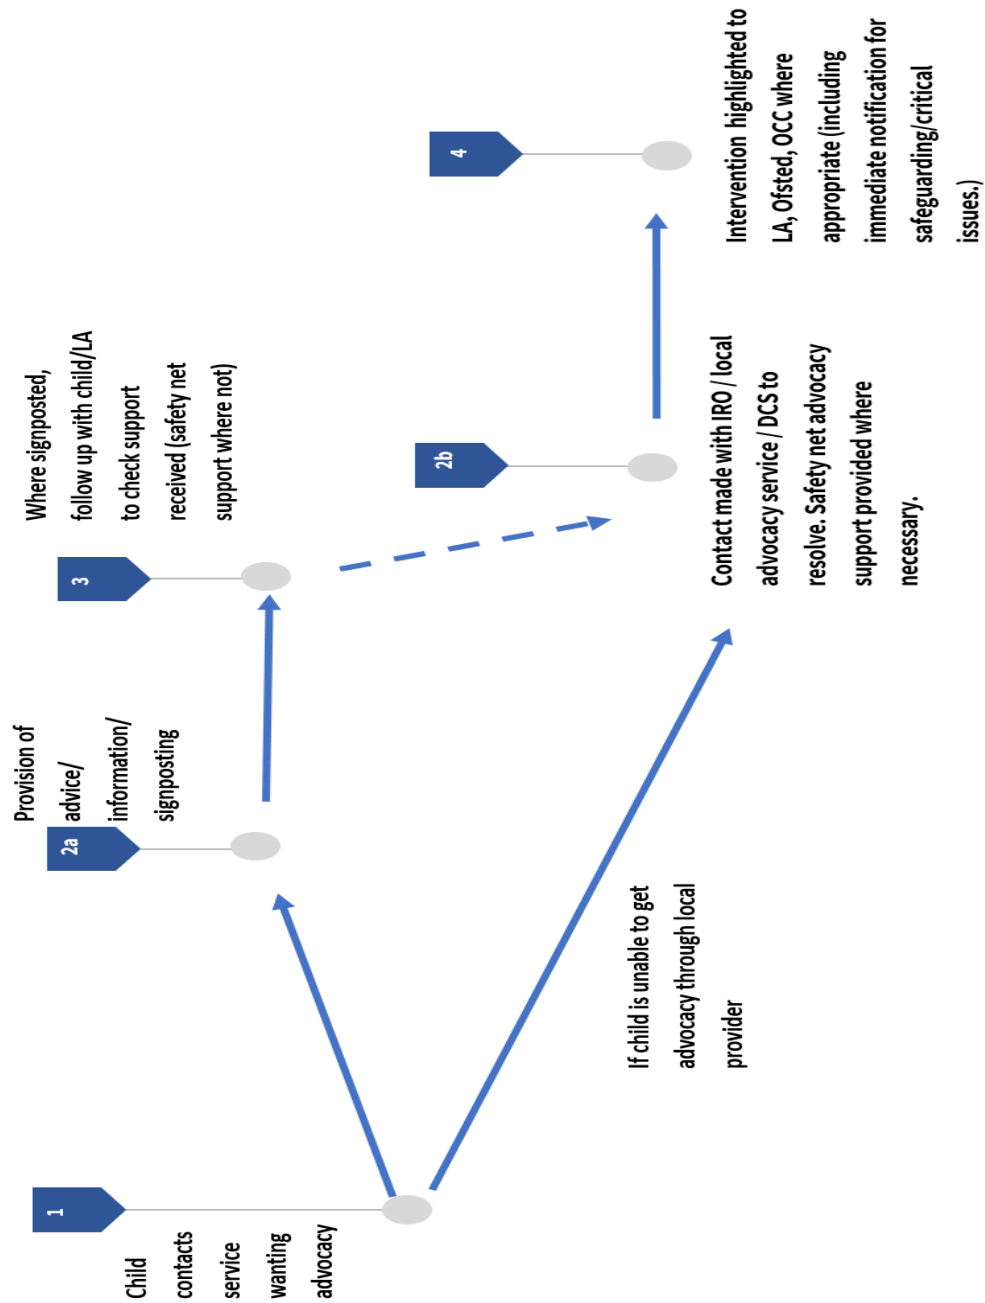 1
Child
contacts
service
wanting
advocacy
2a
Provision of
advice/
information/
signposting
3
Where signposted,
follow up with child/LA
to check support
received (safety net
support where not)
If child is unable to get
advocacy through local
provider
2b
Contact made with IRO / local
advocacy service / DCS to
resolve. Safety net advocacy
support provided where
necessary.
4
Intervention highlighted to
LA, Ofsted, OCC where
appropriate (including
immediate notification for
safeguarding/critical
issues.)